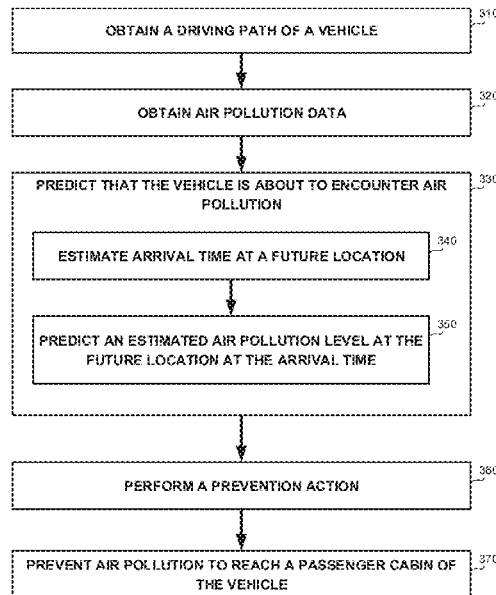 310
OBTAIN A DRIVING PATH OF A VEHICLE
320
OBTAIN AIR POLLUTION DATA
330
PREDICT THAT THE VEHICLE IS ABOUT TO ENCOUNTER AIR
POLLUTION
340
ESTIMATE ARRIVAL TIME AT A FUTURE LOCATION
350
PREDICT AN ESTIMATED AIR POLLUTION LEVEL AT THE
FUTURE LOCATION AT THE ARRIVAL TIME
360
PERFORM A PREVENTION ACTION
370
PREVENT AIR POLLUTION TO REACH A PASSENGER CABIN OF
THE VEHICLE